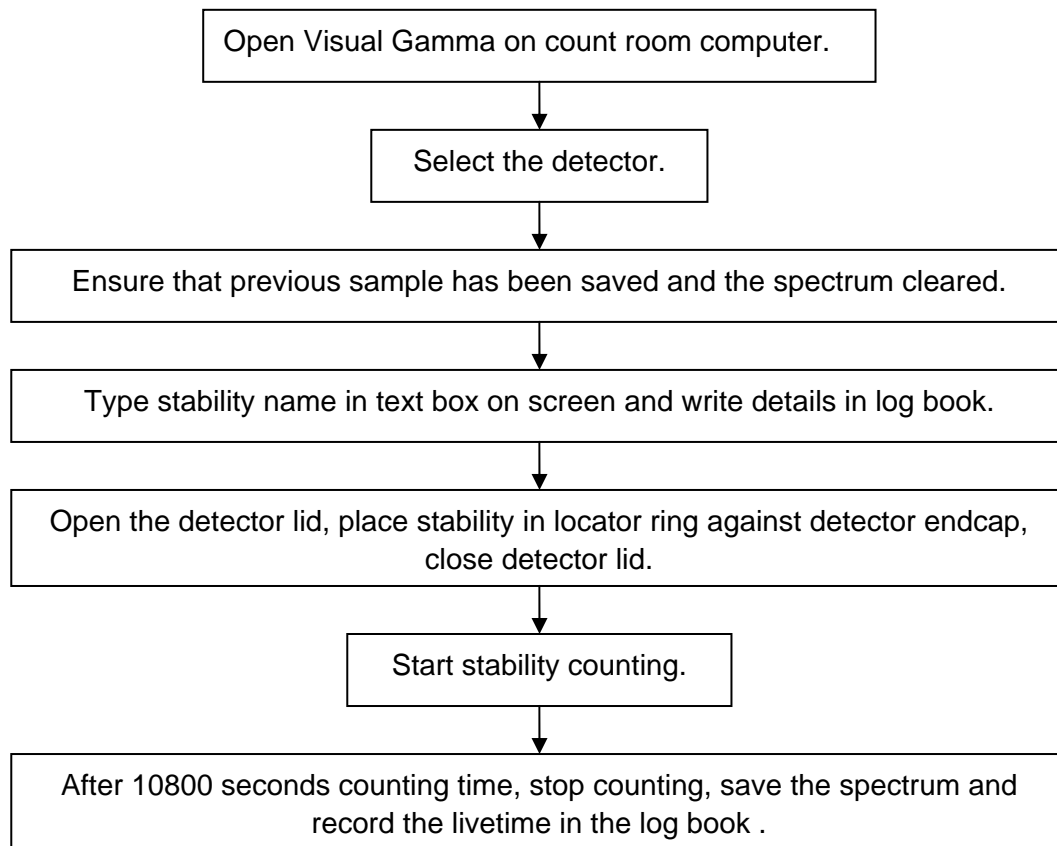 Open Visual Gamma on count room computer.
Select the detector.
Ensure that previous sample has been saved and the spectrum cleared.
Type stability name in text box on screen and write details in log book.
Open the detector lid, place stability in locator ring against detector endcap,
close detector lid.
Start stability counting.
After 10800 seconds counting time, stop counting, save the spectrum and
record the livetime in the log book .